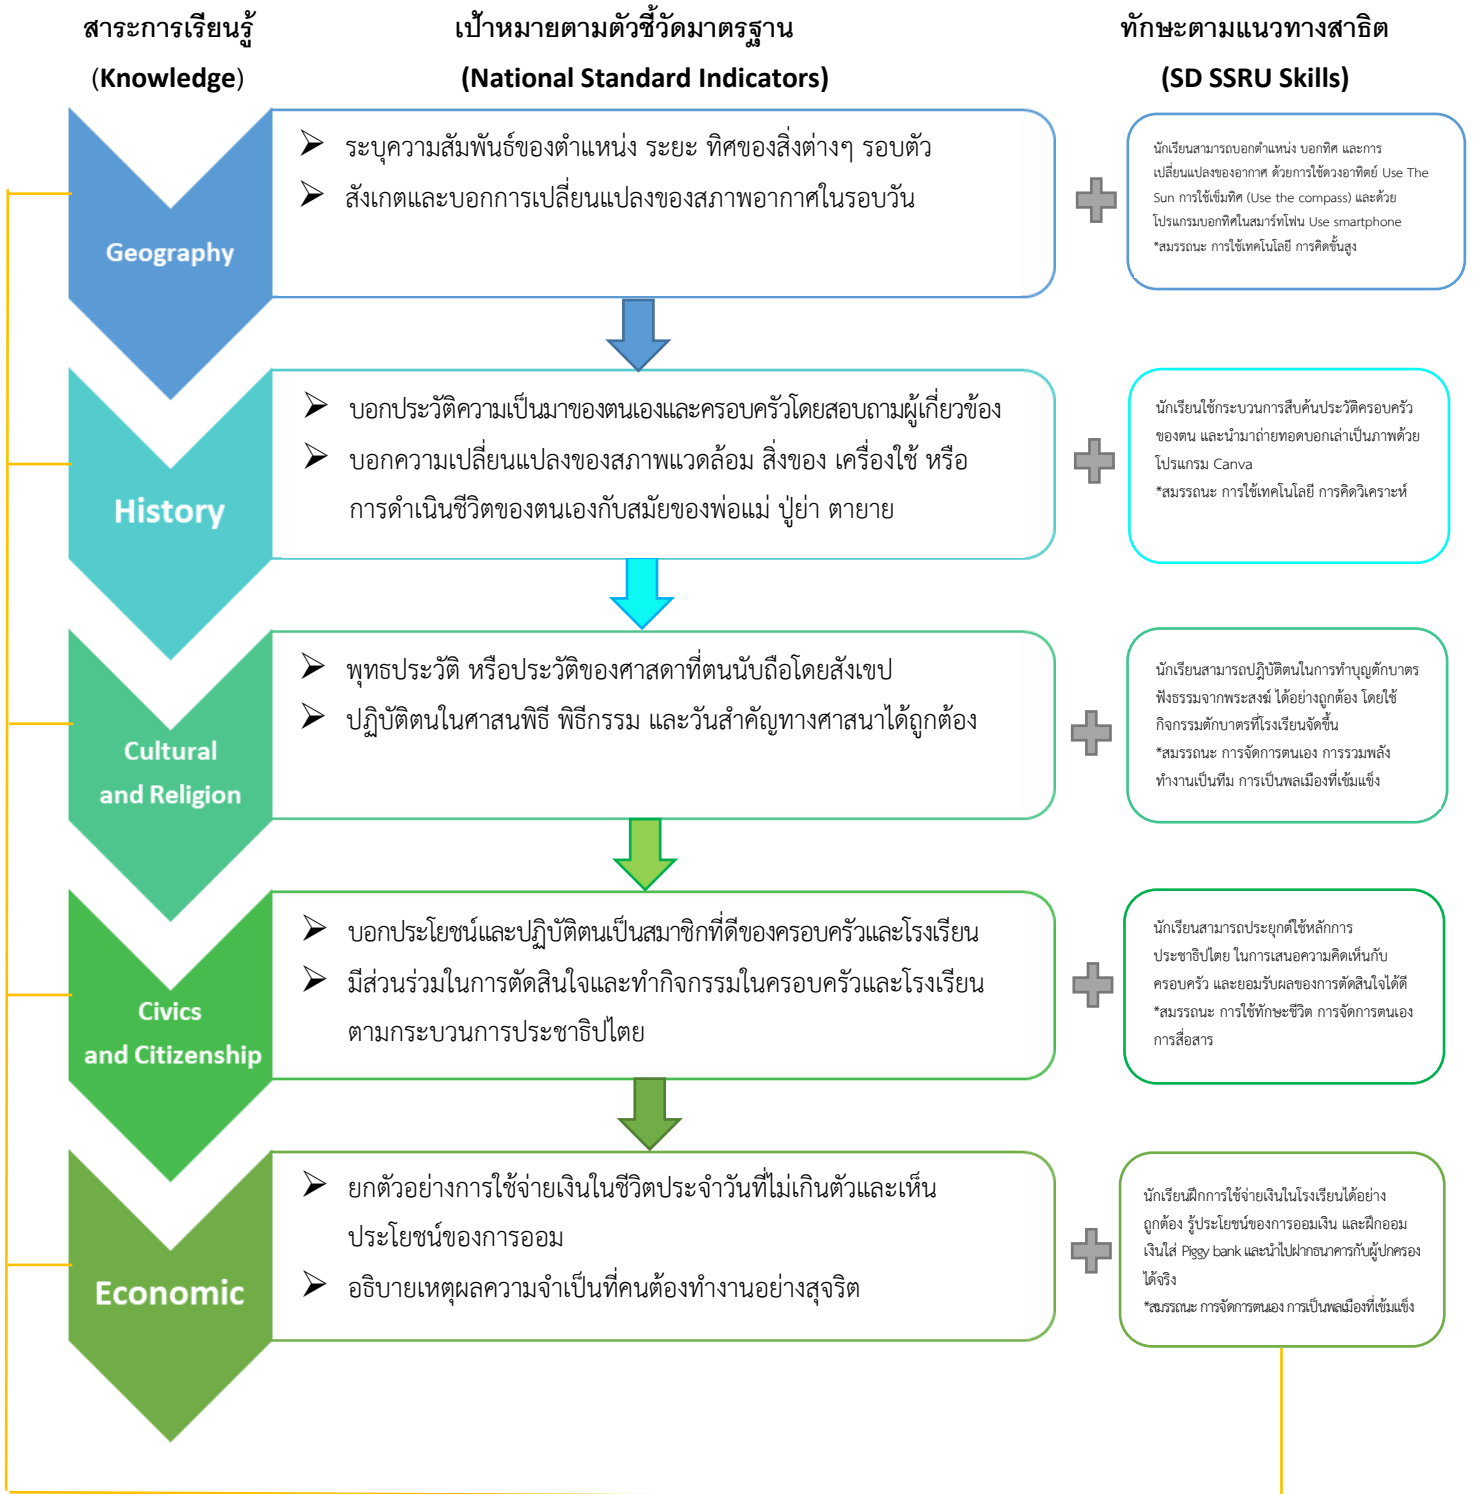 สาระการเรียนรู้
(Knowledge)
เป้าหมายตามตัวชี้วัดมาตรฐาน
(National Standard Indicators)
ทักษะตามแนวทางสาธิต
(SD SSRU Skills)
Geography
➢ ระบุความสัมพันธ์ของตำแหน่ง ระยะ ทิศของสิ่งต่างๆ รอบตัว
➢ สังเกตและบอกการเปลี่ยนแปลงของสภาพอากาศในรอบวัน
นักเรียนสามารถบอกตำแหน่ง บอกทิศ และการ
เปลี่ยนแปลงของอากาศ ด้วยการใช้ดวงอาทิตย์ Use The
Sun การใช้เข็มทิศ (Use the compass) และด้วย
โปรแกรมบอกทิศในสมาร์ทโฟน Use smartphone
*สมรรถนะ การใช้เทคโนโลยี การคิดขั้นสูง
History
➢ บอกประวัติความเป็นมาของตนเองและครอบครัวโดยสอบถามผู้เกี่ยวข้อง
➢ บอกความเปลี่ยนแปลงของสภาพแวดล้อม สิ่งของ เครื่องใช้ หรือ
การดำเนินชีวิตของตนเองกับสมัยของพ่อแม่ ปู่ย่า ตายาย
นักเรียนใช้กระบวนการสืบค้นประวัติครอบครัว
ของตน และนำมาถ่ายทอดบอกเล่าเป็นภาพด้วย
โปรแกรม Canva
*สมรรถนะ การใช้เทคโนโลยี การคิดวิเคราะห์
Cultural
and Religion
➢ พุทธประวัติ หรือประวัติของศาสดาที่ตนนับถือโดยสังเขป
➢ ปฏิบัติตนในศาสนพิธี พิธีกรรม และวันสำคัญทางศาสนาได้ถูกต้อง
นักเรียนสามารถปฏิบัติตนในการทำบุญตักบาตร
ฟังธรรมจากพระสงฆ์ ได้อย่างถูกต้อง โดยใช้
กิจกรรมตักบาตรที่โรงเรียนจัดขึ้น
*สมรรถนะ การจัดการตนเอง การรวมพลัง
ทำงานเป็นทีม การเป็นพลเมืองที่เข้มแข็ง
Civics
and Citizenship
➢ บอกประโยชน์และปฏิบัติตนเป็นสมาชิกที่ดีของครอบครัวและโรงเรียน
➢ มีส่วนร่วมในการตัดสินใจและทำกิจกรรมในครอบครัวและโรงเรียน
ตามกระบวนการประชาธิปไตย
นักเรียนสามารถประยุกต์ใช้หลักการ
ประชาธิปไตย ในการเสนอความคิดเห็นกับ
ครอบครัว และยอมรับผลของการตัดสินใจได้ดี
*สมรรถนะ การใช้ทักษะชีวิต การจัดการตนเอง
การสื่อสาร
Economic
➢ ยกตัวอย่างการใช้จ่ายเงินในชีวิตประจำวันที่ไม่เกินตัวและเห็น
ประโยชน์ของการออม
➢ อธิบายเหตุผลความจำเป็นที่คนต้องทำงานอย่างสุจริต
นักเรียนฝึกการใช้จ่ายเงินในโรงเรียนได้อย่าง
ถูกต้อง รู้ประโยชน์ของการออมเงิน และฝึกออม
เงินใส่ Piggy bank และนำไปฝากธนาคารกับผู้ปกครอง
ได้จริง
*สมรรถนะ การจัดการตนเอง การเป็นพลเมืองที่เข้มแข็ง